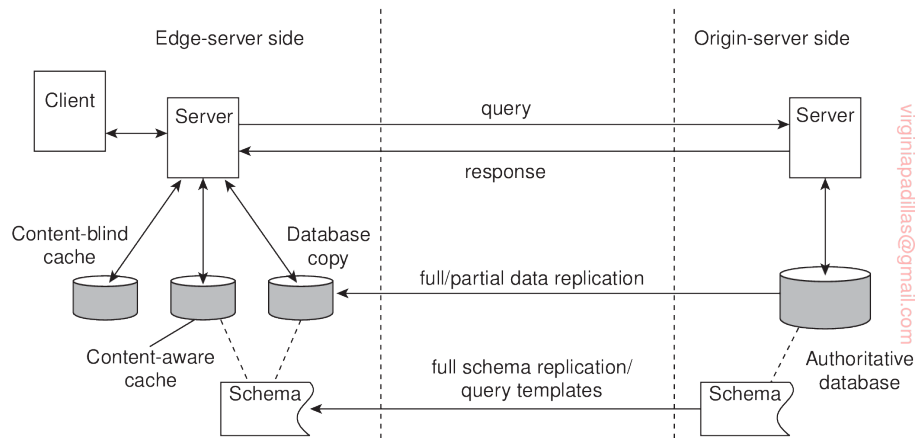 Edge-server side
Origin-server side
Client
Server
query
Server
response
Content-blind
cache
Database
copy
full/partial data replication
Content-aware
cache
Authoritative
database
full schema replication/
query templates
Schema
Schema
virginiapadillas@gmail.com